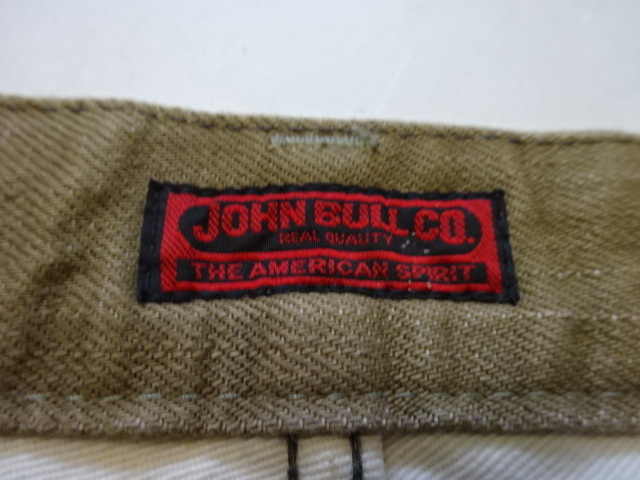 JOHN BULL CO.
REAL QUALITY
THE AMERICAN SPIRIT